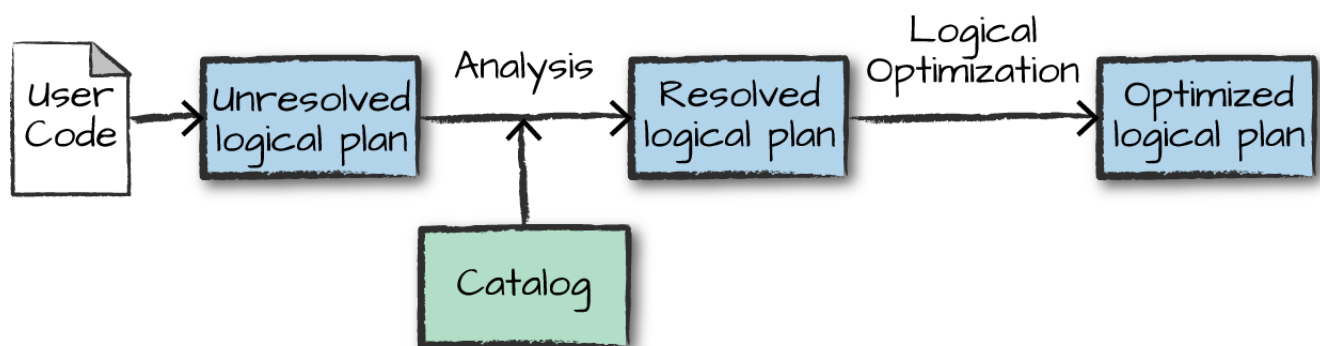 User
Code
Unresolved
logical plan
Analysis
Resolved
logical plan
Logical
Optimization
Optimized
logical plan
Catalog